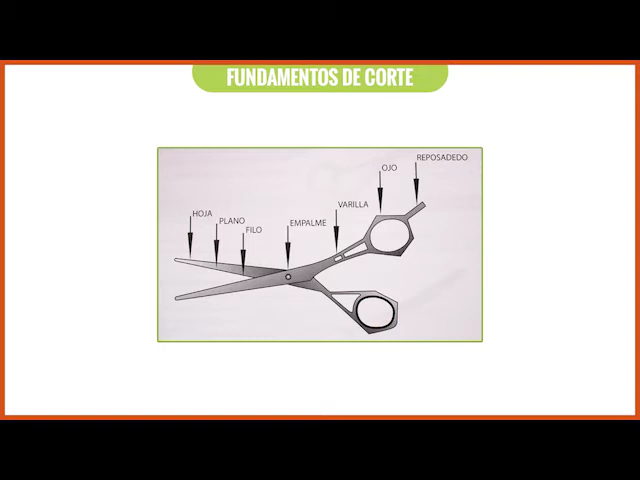 FUNDAMENTOS DE CORTE
REPOSADEDO
OJO
VARILLA
HOJA
PLANO
EMPALME
FILO